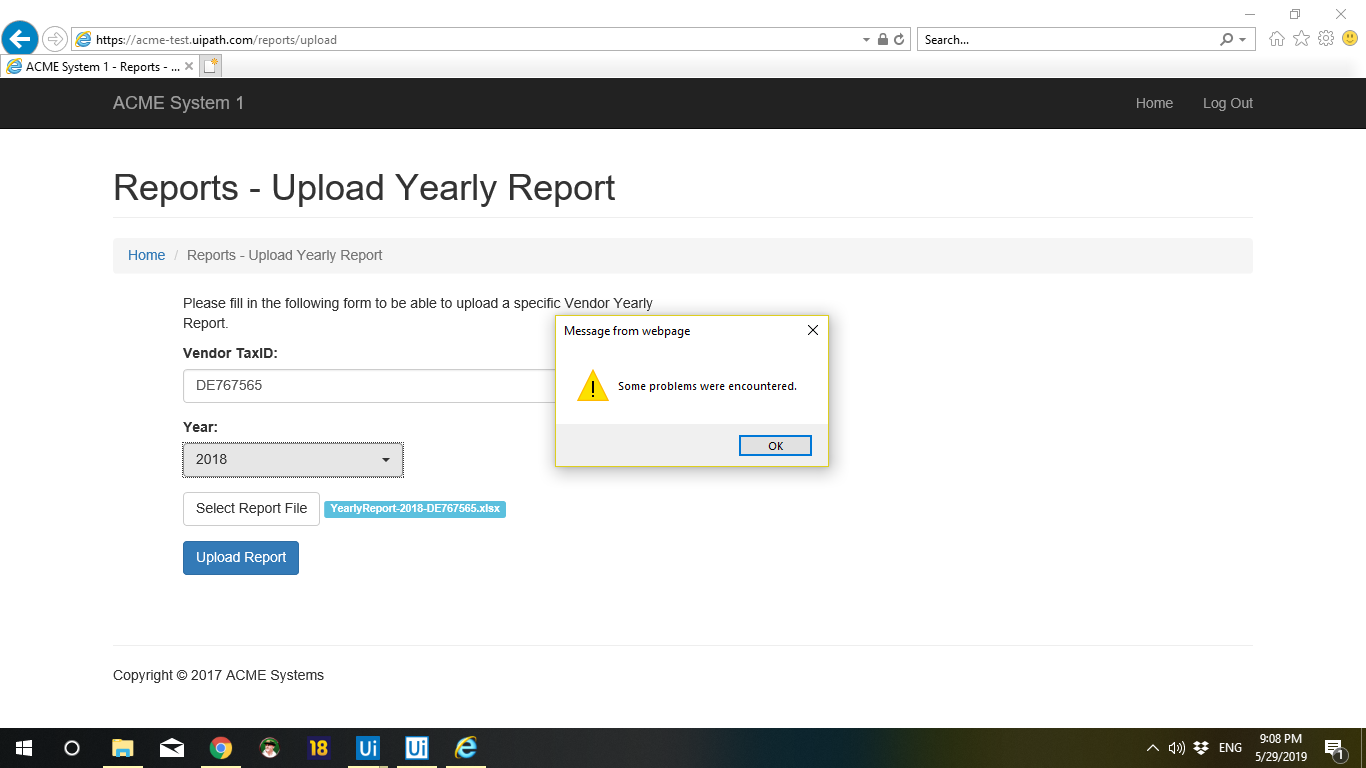 https://acme-test.uipath.com/reports/upload
Search...
ACME System 1 - Reports - ...
ACME System 1
Home
Log Out
Reports - Upload Yearly Report
Home / Reports - Upload Yearly Report
Please fill in the following form to be able to upload a specific Vendor Yearly
Report.
Vendor TaxID:
DE767565
Year:
2018
Select Report File
YearlyReport-2018-DE767565.xlsx
Upload Report
Message from webpage
Some problems were encountered.
OK
Copyright © 2017 ACME Systems
18
Ui
Ui
ENG
9:08 PM
5/29/2019
1